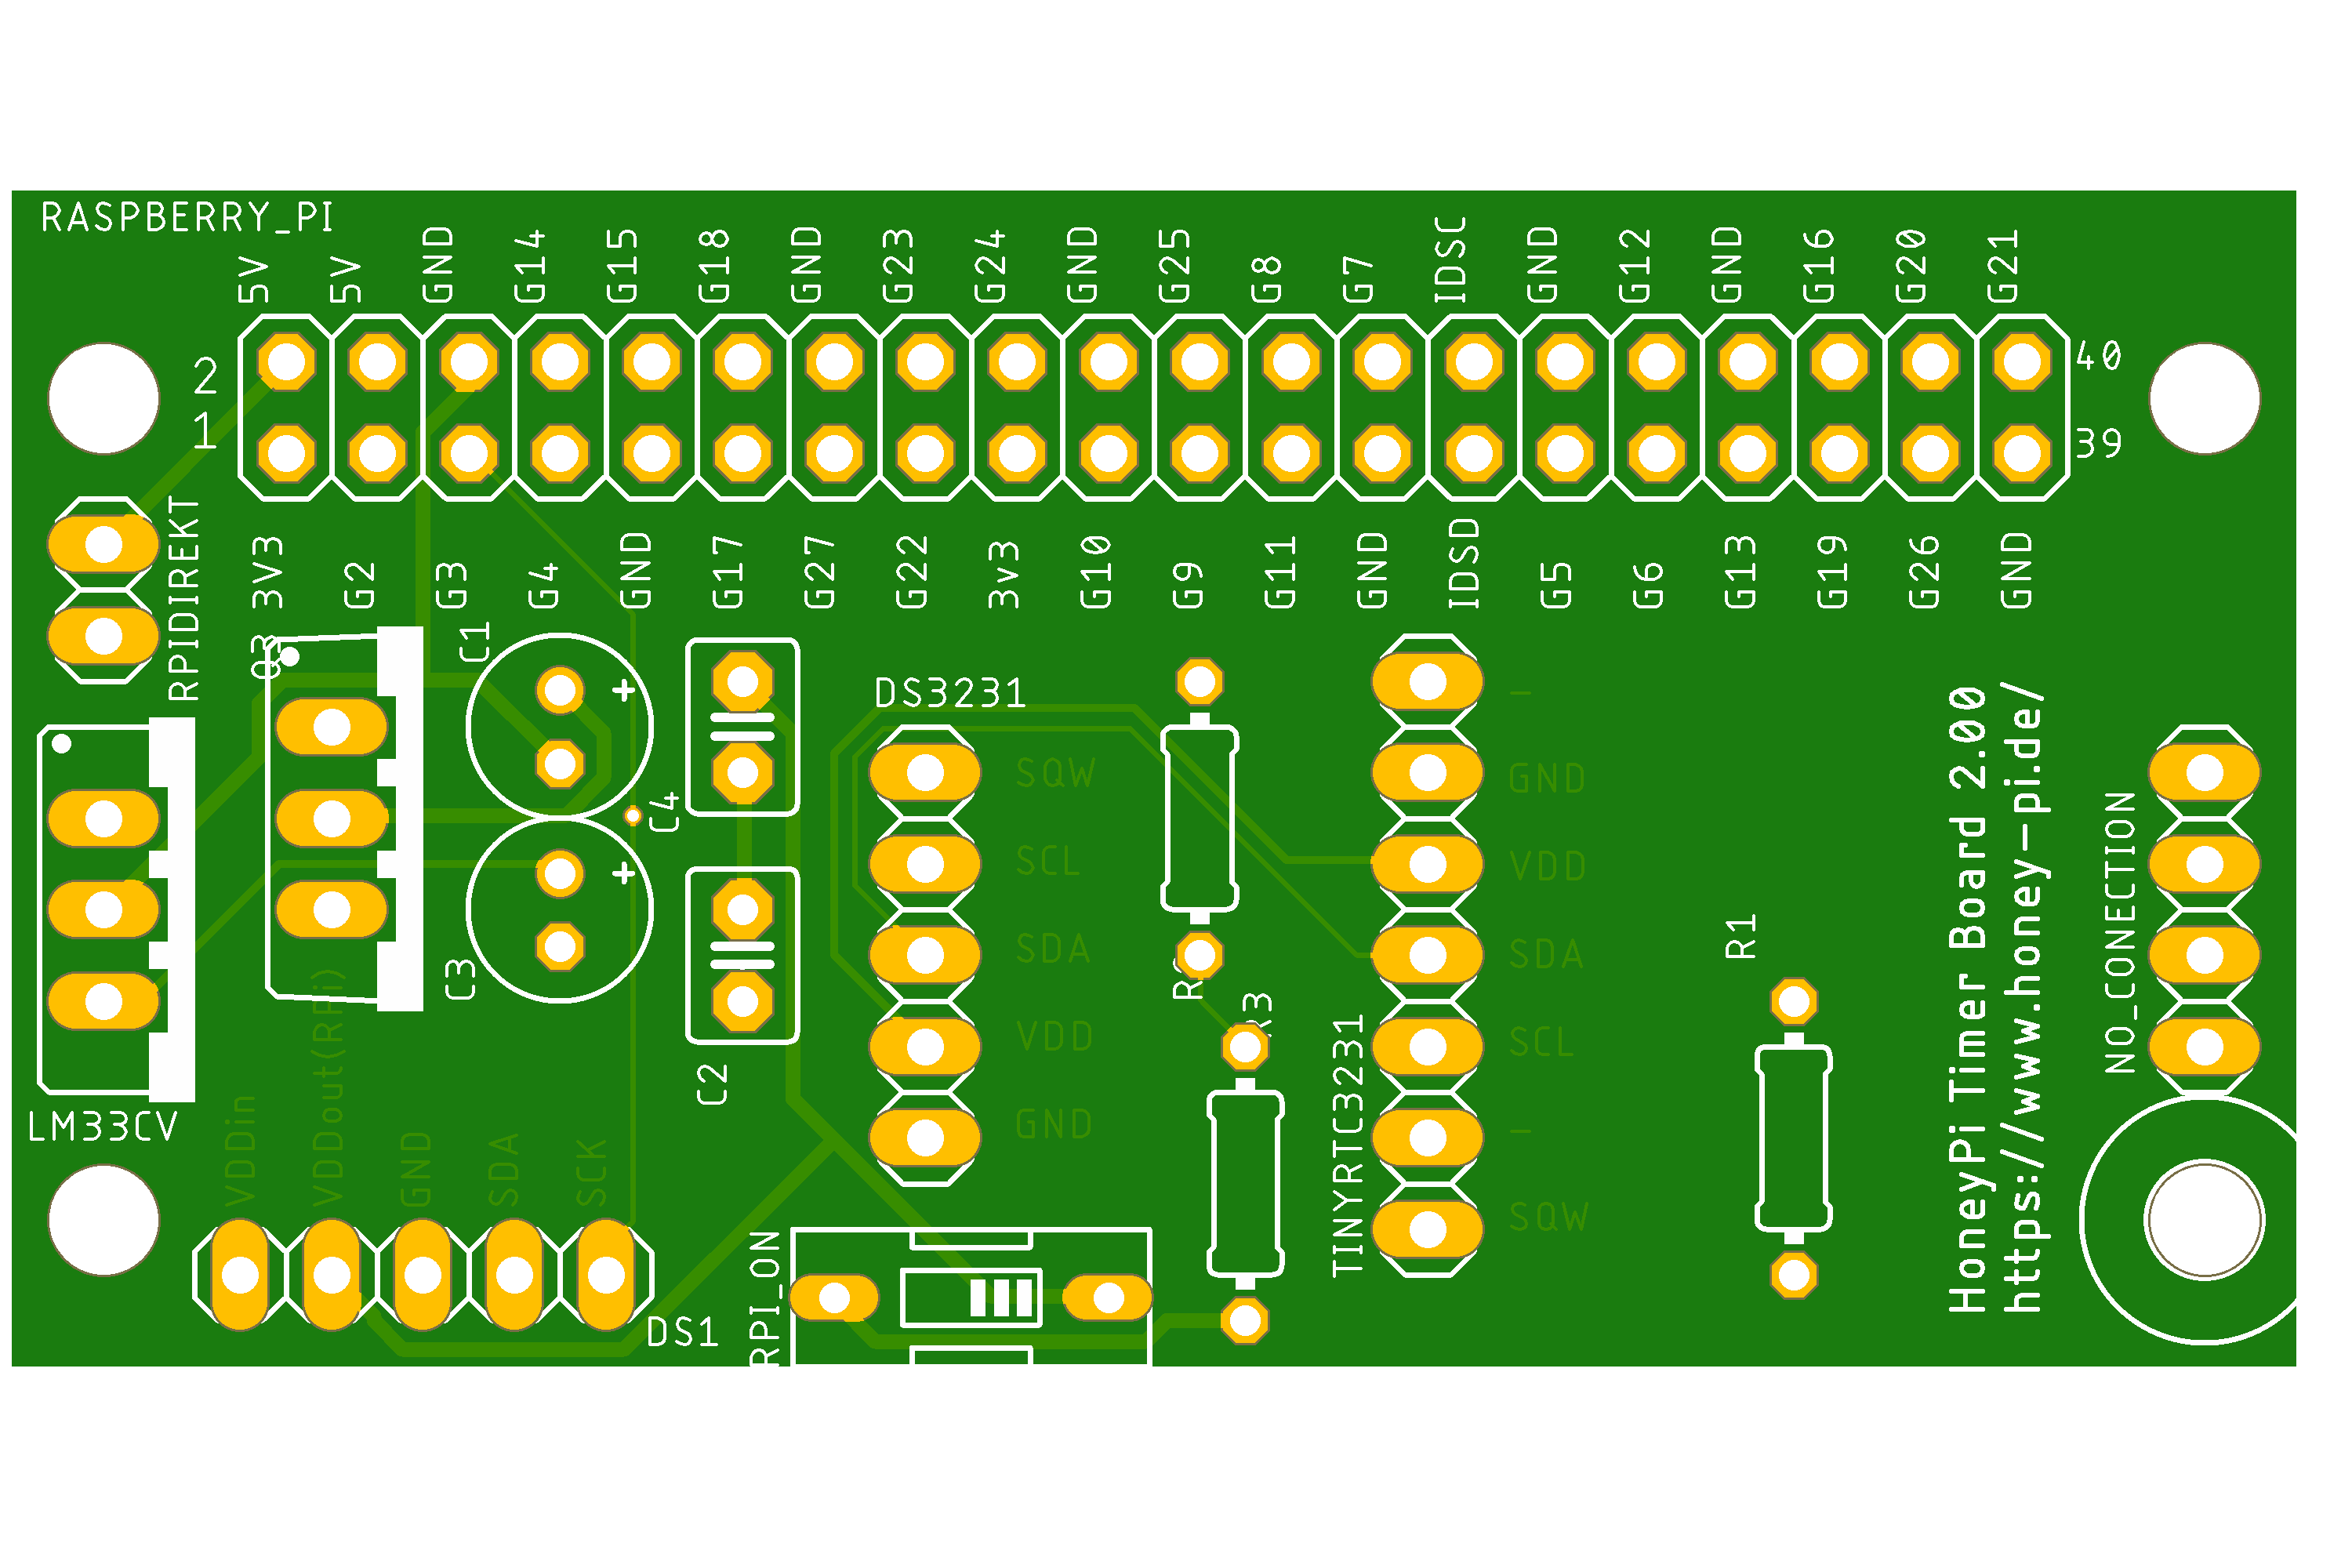 RASPBERRY_PI
5V
5V
GND
G14
G15
G18
GND
G23
G24
GND
G25
G8
G7
IDSC
GND
G12
GND
G16
G20
G21
2
40
1
39
RPIDIREKT
3V3
G2
G3
G4
GND
G17
G27
G22
3v3
G10
G9
G11
GND
IDSD
G5
G6
G13
G19
G26
GND
C1
+
C4
C3
+
C2
DS3231
SQW
SCL
SDA
VDD
GND
-
GND
VDD
SDA
SCL
-
SQW
TINYRTC3231
R1
HoneyPi Timer Board 2.00
https://www.honey-pi.de/
NO_CONECTION
LM33CV
VDDin
VDDout(RPii)
GND
SDA
SCK
DS1
RPI_ON